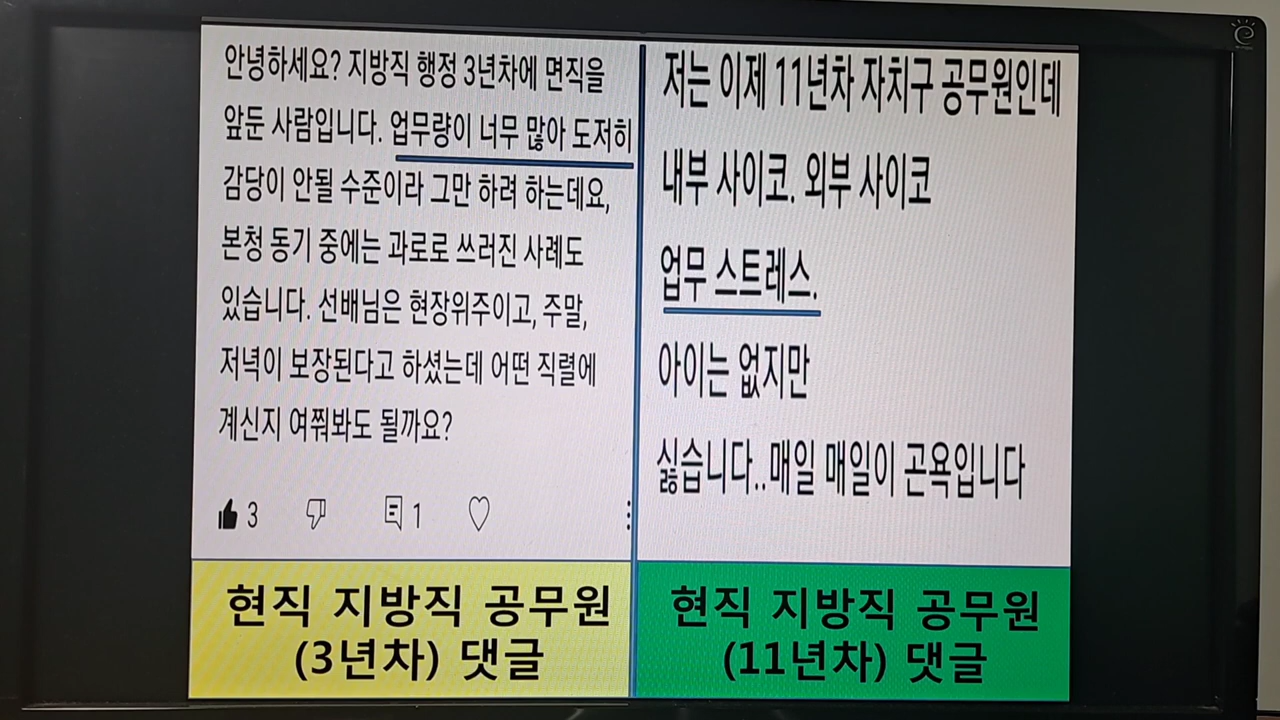 안녕하세요? 지방직 행정 3년차에 면직을
앞둔 사람입니다. 업무량이 너무 많아 도저히
감당이 안될 수준이라 그만 하려 하는데요,
본청 동기 중에는 과로로 쓰러진 사례도
있습니다. 선배님은 현장위주이고, 주말,
저녁이 보장된다고 하셨는데 어떤 직렬에
계신지 여쭤봐도 될까요?
3
1
현직 지방직 공무원
(3년차) 댓글
저는 이제 11년차 자치구 공무원인데
내부 사이코. 외부 사이코
업무 스트레스.
아이는 없지만
싫습니다..매일 매일이 곤욕입니다
현직 지방직 공무원
(11년차) 댓글